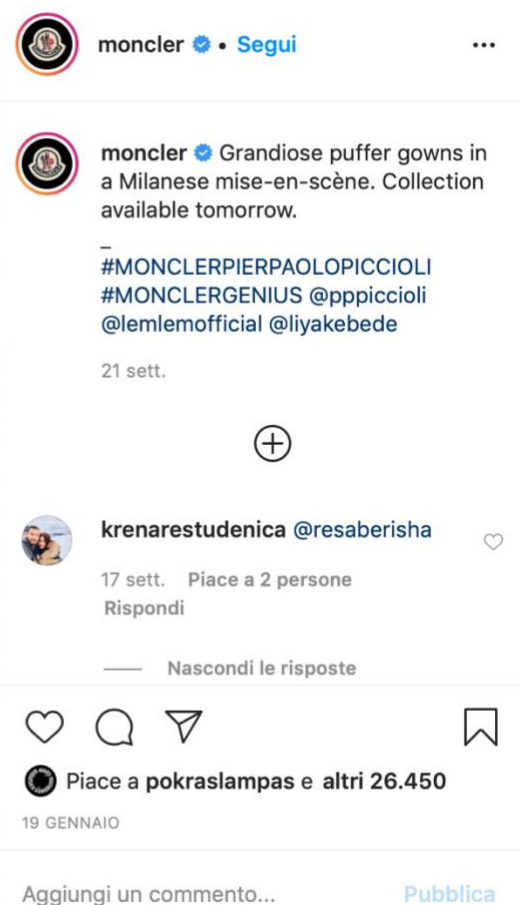 moncler • Segui
moncler Grandiose puffer gowns in
a Milanese mise-en-scène. Collection
available tomorrow.
_
#MONCLERPIERPAOLOPICCIOLI
#MONCLERGENIUS @pppiccioli
@lemlemofficial @liyakebede
21 sett.
krenarestudenica @resaberisha
17 sett. Piace a 2 persone
Rispondi
Nascondi le risposte
Piace a pokraslampas e altri 26.450
19 GENNAIO
Aggiungi un commento... Pubblica